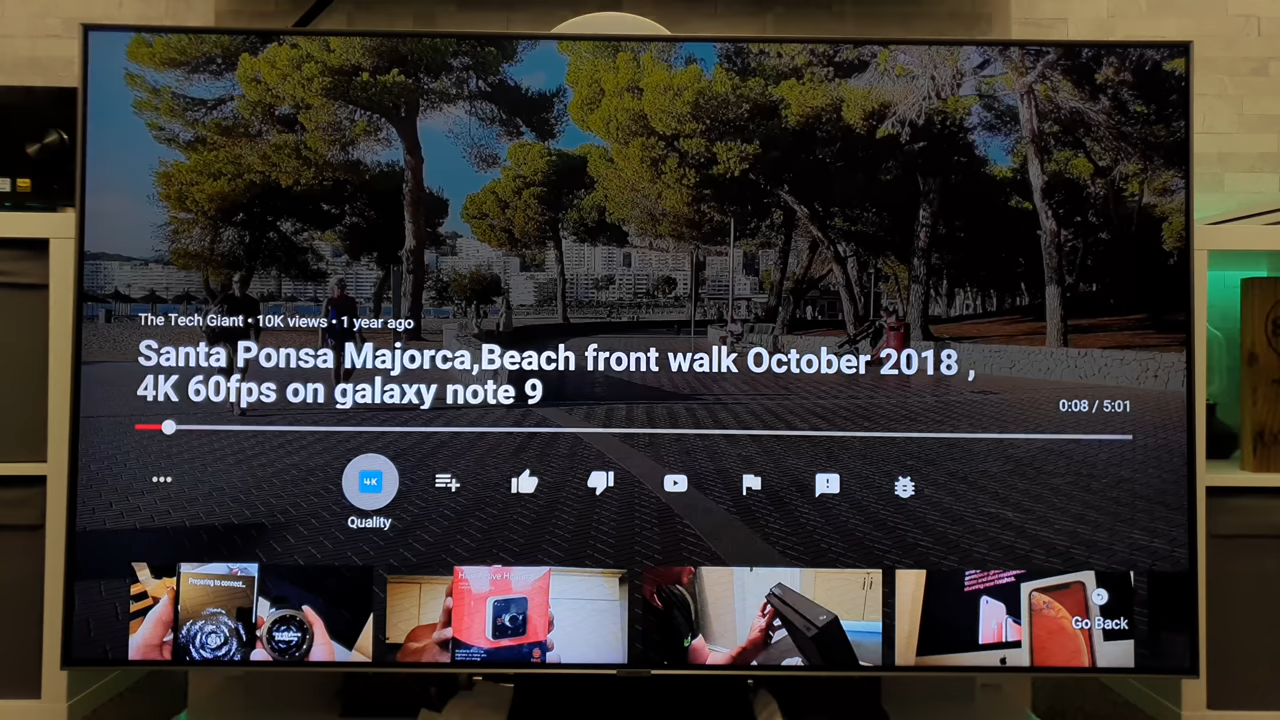 The Tech Giant • 10K views • 1 year ago
Santa Ponsa Majorca,Beach front walk October 2018 ,
4K 60fps on galaxy note 9
0:08 / 5:01
4K
Quality
Preparing to connect...
Go Back